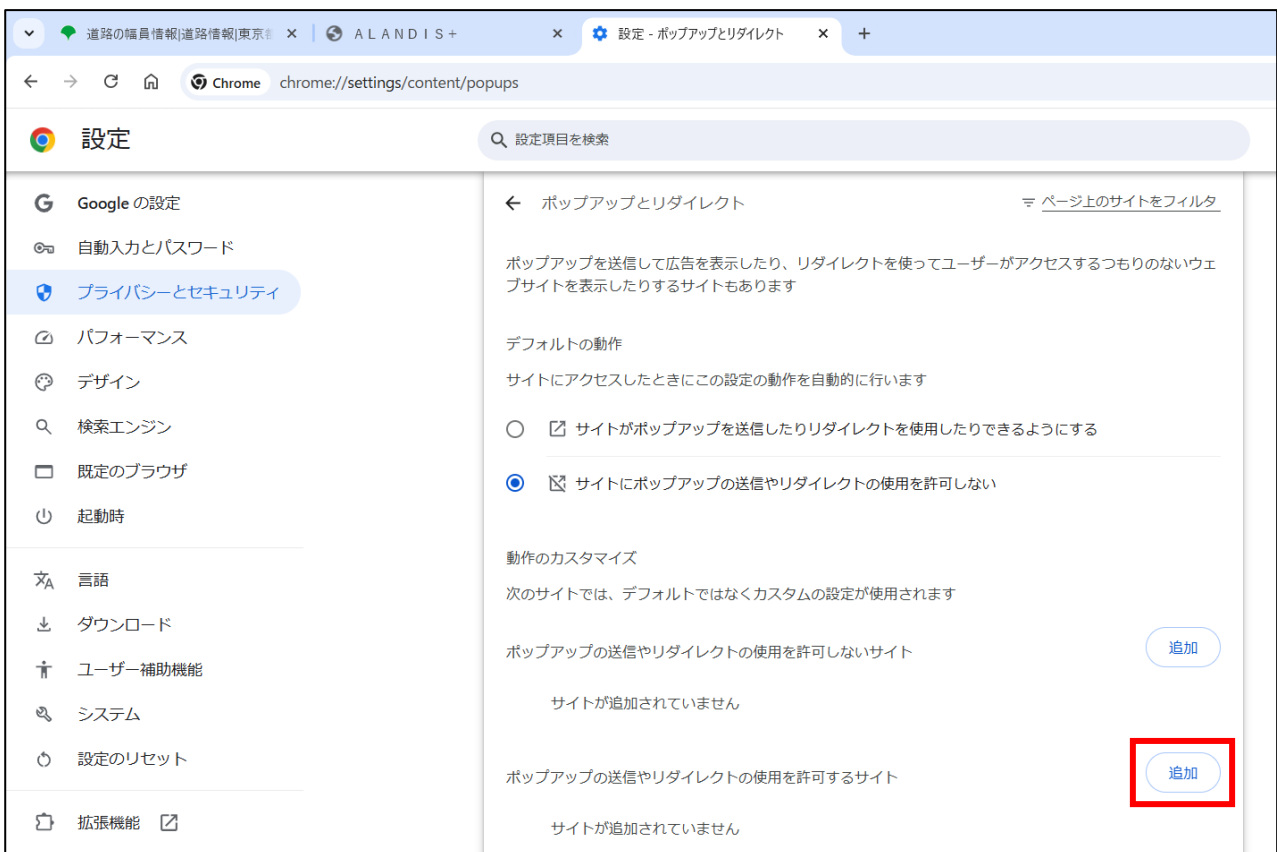 道路の幅員情報|道路情報|東京都
ＡＬＡＮＤＩＳ+
設定 - ポップアップとリダイレクト
Chrome
chrome://settings/content/popups
設定
設定項目を検索
Google の設定
自動入力とパスワード
プライバシーとセキュリティ
パフォーマンス
デザイン
検索エンジン
既定のブラウザ
起動時
言語
ダウンロード
ユーザー補助機能
システム
設定のリセット
拡張機能
ポップアップとリダイレクト
ページ上のサイトをフィルタ
ポップアップを送信して広告を表示したり、リダイレクトを使ってユーザーがアクセスするつもりのないウェ
ブサイトを表示したりするサイトもあります
デフォルトの動作
サイトにアクセスしたときにこの設定の動作を自動的に行います
サイトがポップアップを送信したりリダイレクトを使用したりできるようにする
サイトにポップアップの送信やリダイレクトの使用を許可しない
動作のカスタマイズ
次のサイトでは、デフォルトではなくカスタムの設定が使用されます
ポップアップの送信やリダイレクトの使用を許可しないサイト
追加
サイトが追加されていません
ポップアップの送信やリダイレクトの使用を許可するサイト
追加
サイトが追加されていません